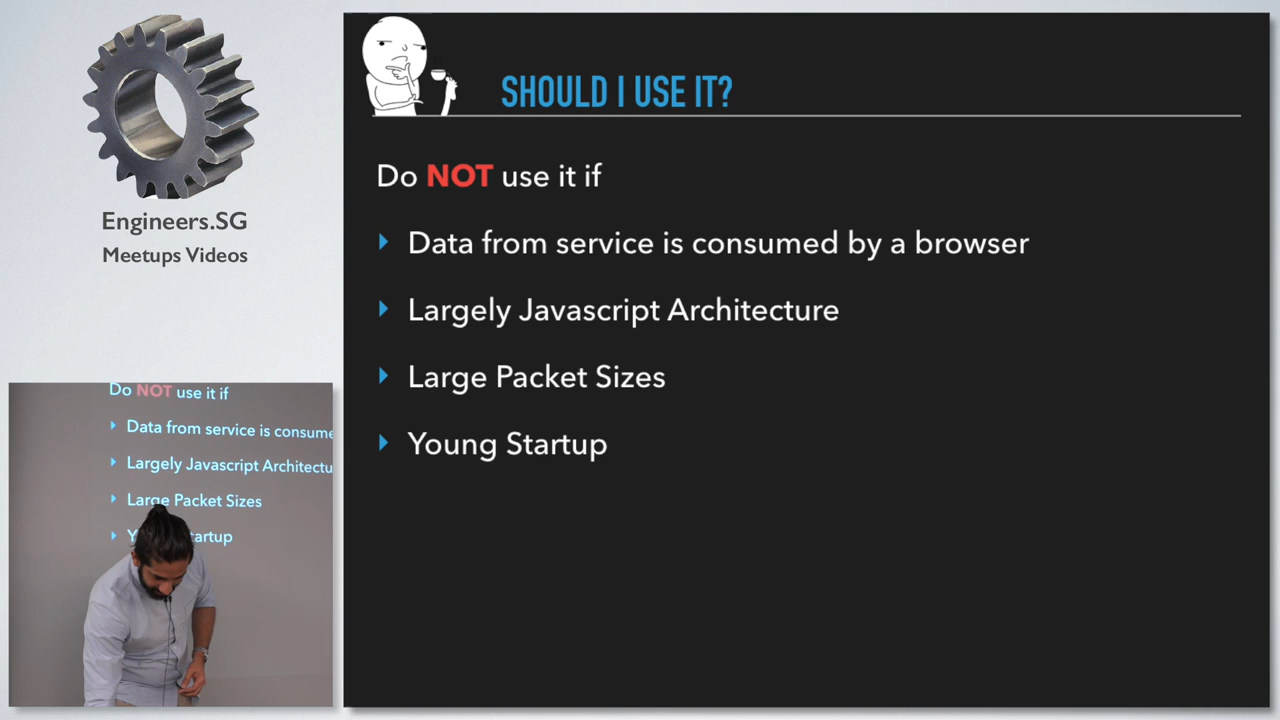 Engineers.SG
Meetups Videos
SHOULD I USE IT?
Do NOT use it if
Data from service is consumed by a browser
Largely Javascript Architecture
Large Packet Sizes
Young Startup
Do NOT use it if
Data from service is consume
Largely Javascript Architectu
Large Packet Sizes
Y artup